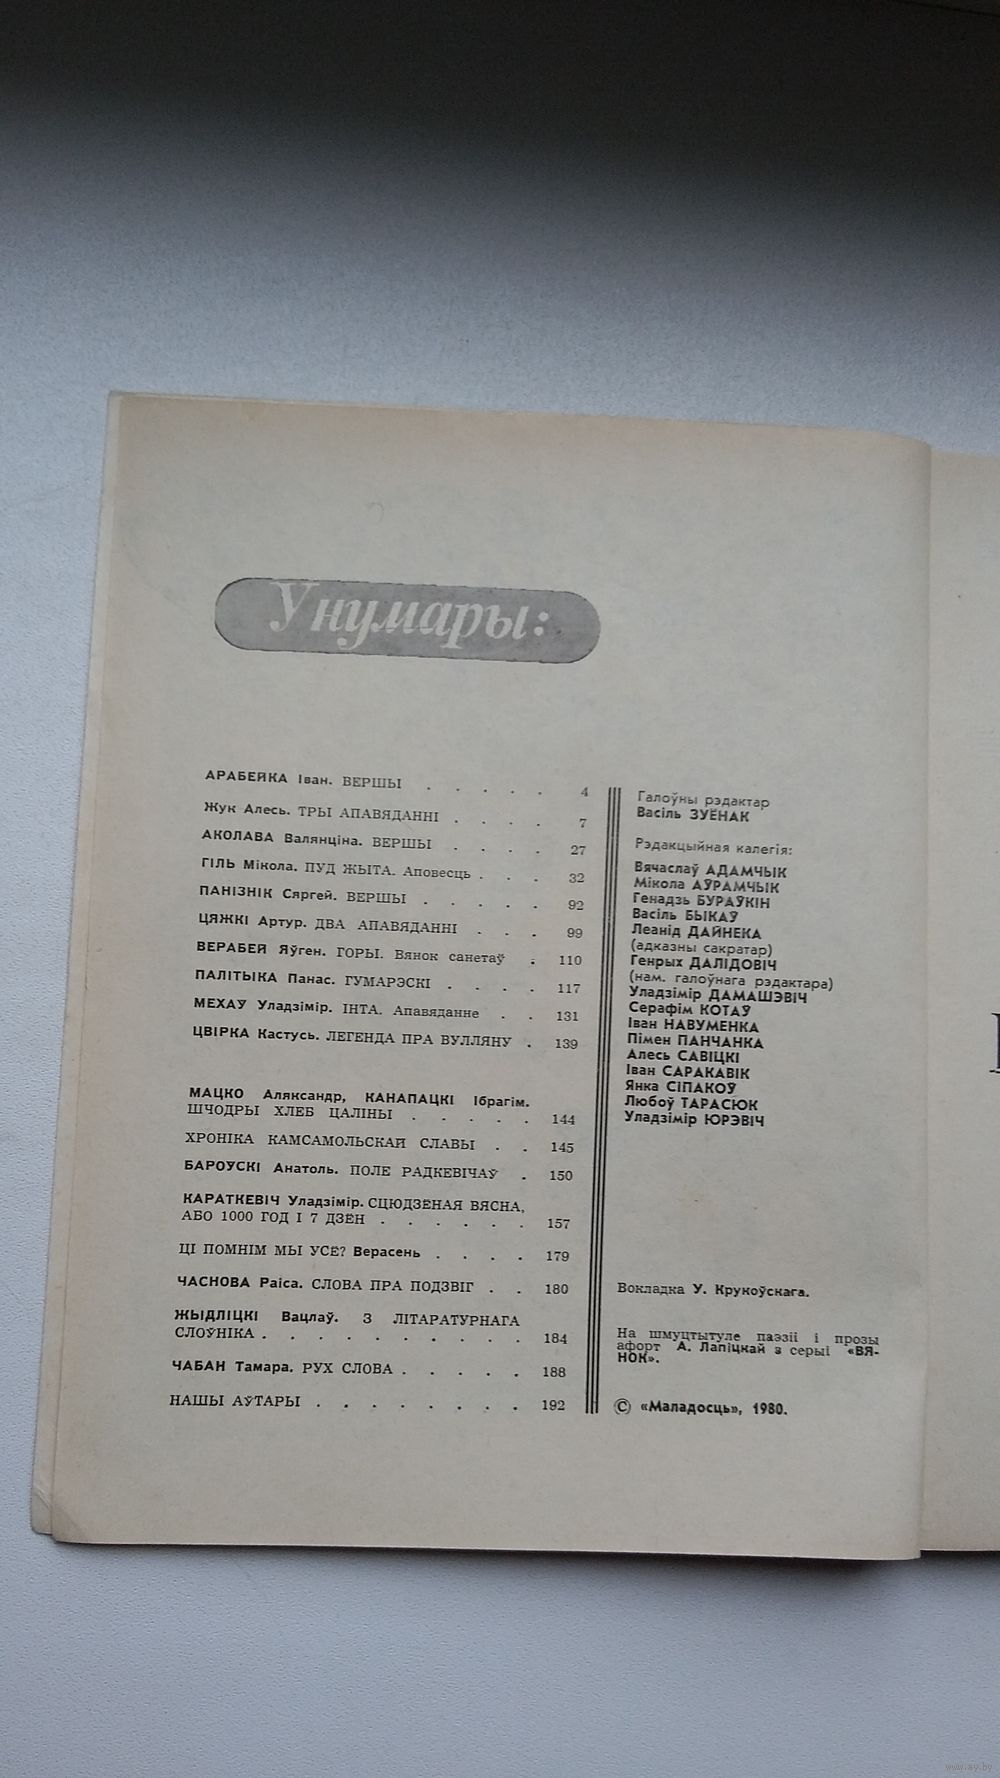 У нумары:
АРАБЕЙКА Іван. ВЕРШЫ . . . . . 4
Жук Алесь. ТРЫ АПАВЯДАННІ . . . . 7
АКОЛАВА Валянціна. ВЕРШЫ . . . . 27
ГІЛЬ Мікола. ПУД ЖЫТА. Аповесць . . . 32
ПАНІЗНІК Сяргей. ВЕРШЫ . . . . . 92
ЦЯЖКІ Артур. ДВА АПАВЯДАННІ . . . 99
ВЕРАБЕЙ Яўген. ГОРЫ. Вянок санетаў . 110
ПАЛІТЫКА Панас. ГУМАРЭСКІ . . . . 117
МЕХАЎ Уладзімір. ІНТА. Апавяданне . . 131
ЦВІРКА Кастусь. ЛЕГЕНДА ПРА ВУЛЛЯНУ . 139
МАЦКО Аляксандр, КАНАПАЦКІ Ібрагім.
ШЧОДРЫ ХЛЕБ ЦАЛІНЫ . . . . . 144
ХРОНІКА КАМСАМОЛЬСКАЙ СЛАВЫ . . 145
БАРОУСКІ Анатоль. ПОЛЕ РАДКЕВІЧАЎ . 150
КАРАТКЕВІЧ Уладзімір. СЦЮДЗЁНАЯ ВЯСНА,
АБО 1000 ГОД І 7 ДЗЁН . . . . . . 157
ЦІ ПОМНІМ МЫ УСЁ? Верасень . . . . 179
ЧАСНОВА Раіса. СЛОВА ПРА ПОДЗВІГ . . 180
ЖЫДЛІЦКІ Вацлаў. З ЛІТАРАТУРНАГА
СЛОЎНІКА . . . . . . . . . . 184
ЧАБАН Тамара. РУХ СЛОВА . . . . . 188
НАШЫ АЎТАРЫ . . . . . . . . 192
Галоўны рэдактар
Васіль ЗУЁНАК
Рэдакцыйная калегія:
Вячаслаў АДАМЧЫК
Мікола АЎРАМЧЫК
Генадзь БУРАЎКІН
Васіль БЫКАЎ
Леанід ДАЙНЕКА
(адказны сакратар)
Генрых ДАЛІДОВІЧ
(нам. галоўнага рэдактара)
Уладзімір ДАМАШЭВІЧ
Серафім КОТАЎ
Іван НАВУМЕНКА
Пімен ПАНЧАНКА
Алесь САВІЦКІ
Іван САРАКАВІК
Янка СІПАКОЎ
Любоў ТАРАСЮК
Уладзімір ЮРЭВІЧ
Вокладка У. Крукоўскага.
На шмуцтытуле паэзіі і прозы
афорт А. Лапіцкай з серыі «ВЯ-
НОК».
© «Маладосць», 1980.
www.ay.by